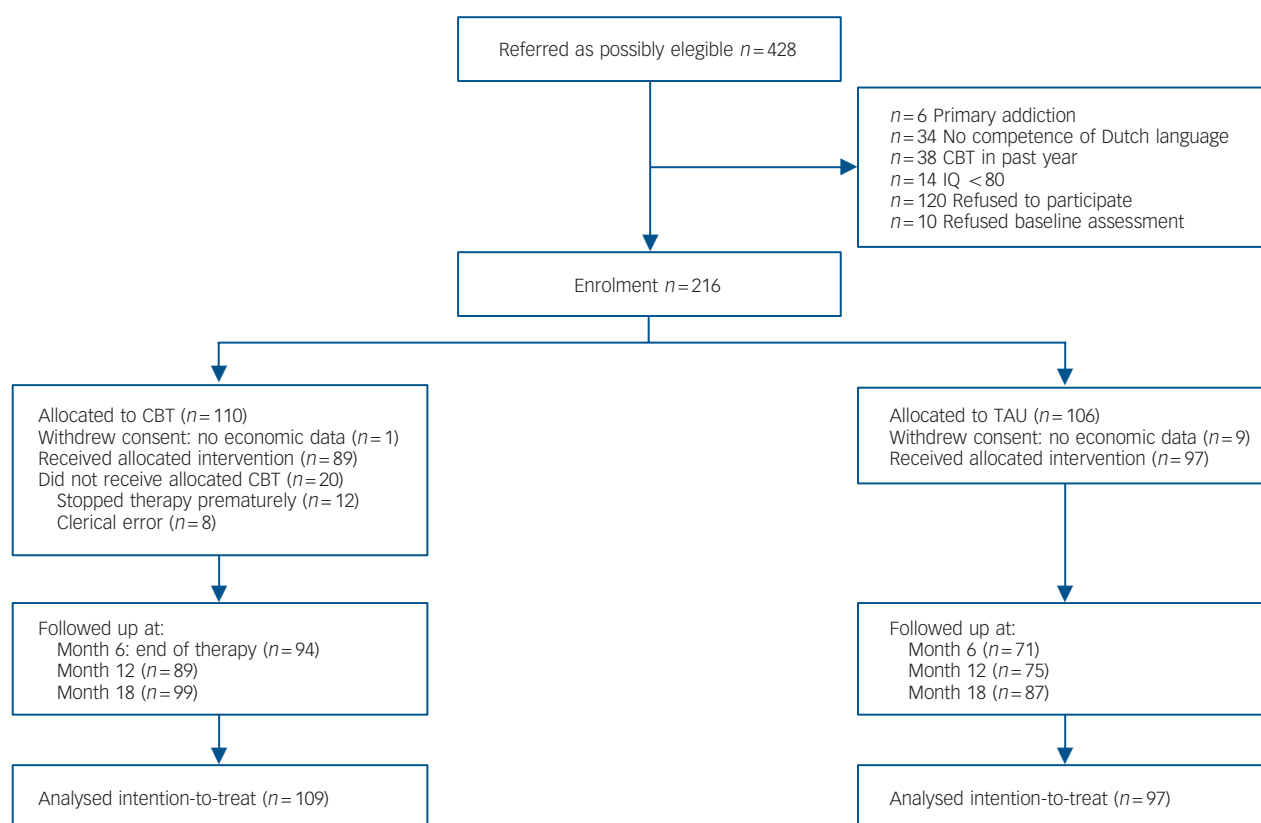 Referred as possibly elegible n=428
n=6 Primary addiction
n=34 No competence of Dutch language
n=38 CBT in past year
n=14 IQ <80
n=120 Refused to participate
n=10 Refused baseline assessment
Enrolment n=216
Allocated to CBT (n=110)
Withdrew consent: no economic data (n=1)
Received allocated intervention (n=89)
Did not receive allocated CBT (n=20)
Stopped therapy prematurely (n=12)
Clerical error (n=8)
Allocated to TAU (n=106)
Withdrew consent: no economic data (n=9)
Received allocated intervention (n=97)
Followed up at:
Month 6: end of therapy (n=94)
Month 12 (n=89)
Month 18 (n=99)
Followed up at:
Month 6 (n=71)
Month 12 (n=75)
Month 18 (n=87)
Analysed intention-to-treat (n=109)
Analysed intention-to-treat (n=97)